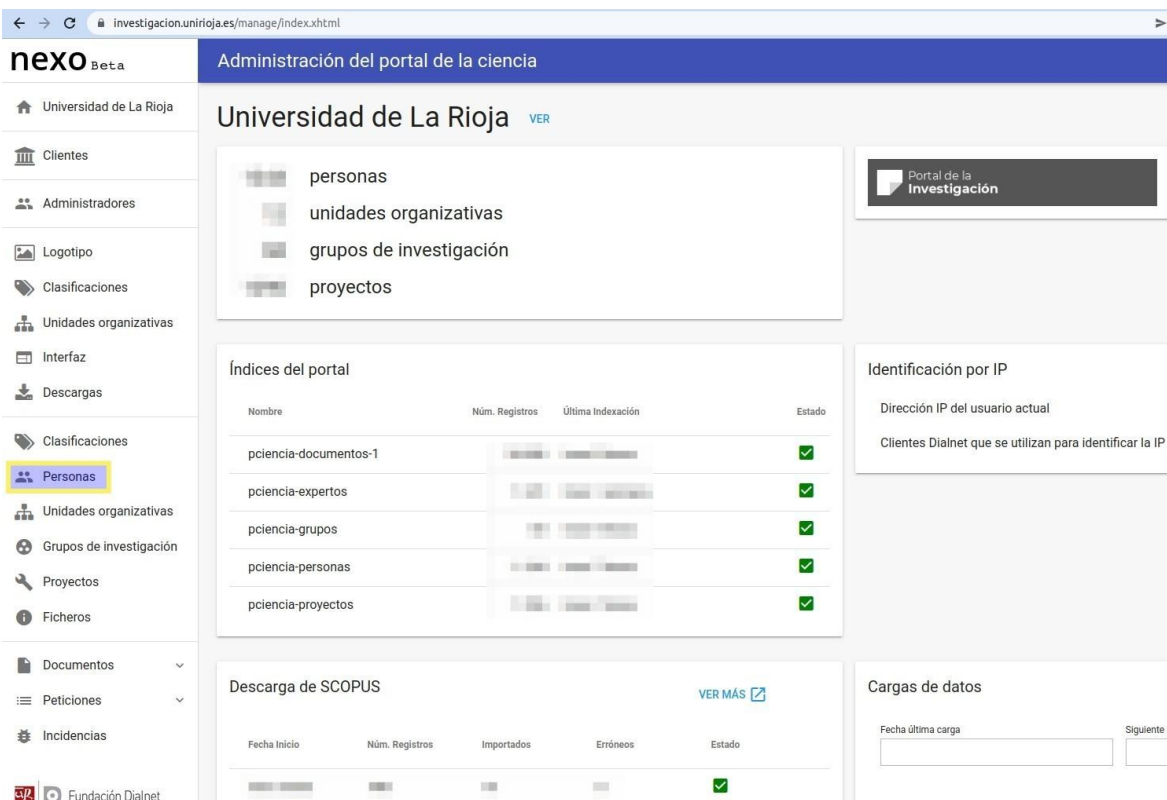 investigacion.unirioja.es/manage/index.xhtml
nexo Beta
Administración del portal de la ciencia
Universidad de La Rioja
Clientes
Administradores
Logotipo
Clasificaciones
Unidades organizativas
Interfaz
Descargas
Clasificaciones
Personas
Unidades organizativas
Grupos de investigación
Proyectos
Ficheros
Documentos
Peticiones
Incidencias
Fundación Dialnet
Universidad de La Rioja VER
personas
unidades organizativas
grupos de investigación
proyectos
Portal de la
Investigación
Índices del portal
Nombre Núm. Registros Última Indexación Estado
pciencia-documentos-1
pciencia-expertos
pciencia-grupos
pciencia-personas
pciencia-proyectos
Identificación por IP
Dirección IP del usuario actual
Clientes Dialnet que se utilizan para identificar la IP
Descarga de SCOPUS VER MÁS
Fecha Inicio Núm. Registros Importados Erróneos Estado
Cargas de datos
Fecha última carga Siguiente